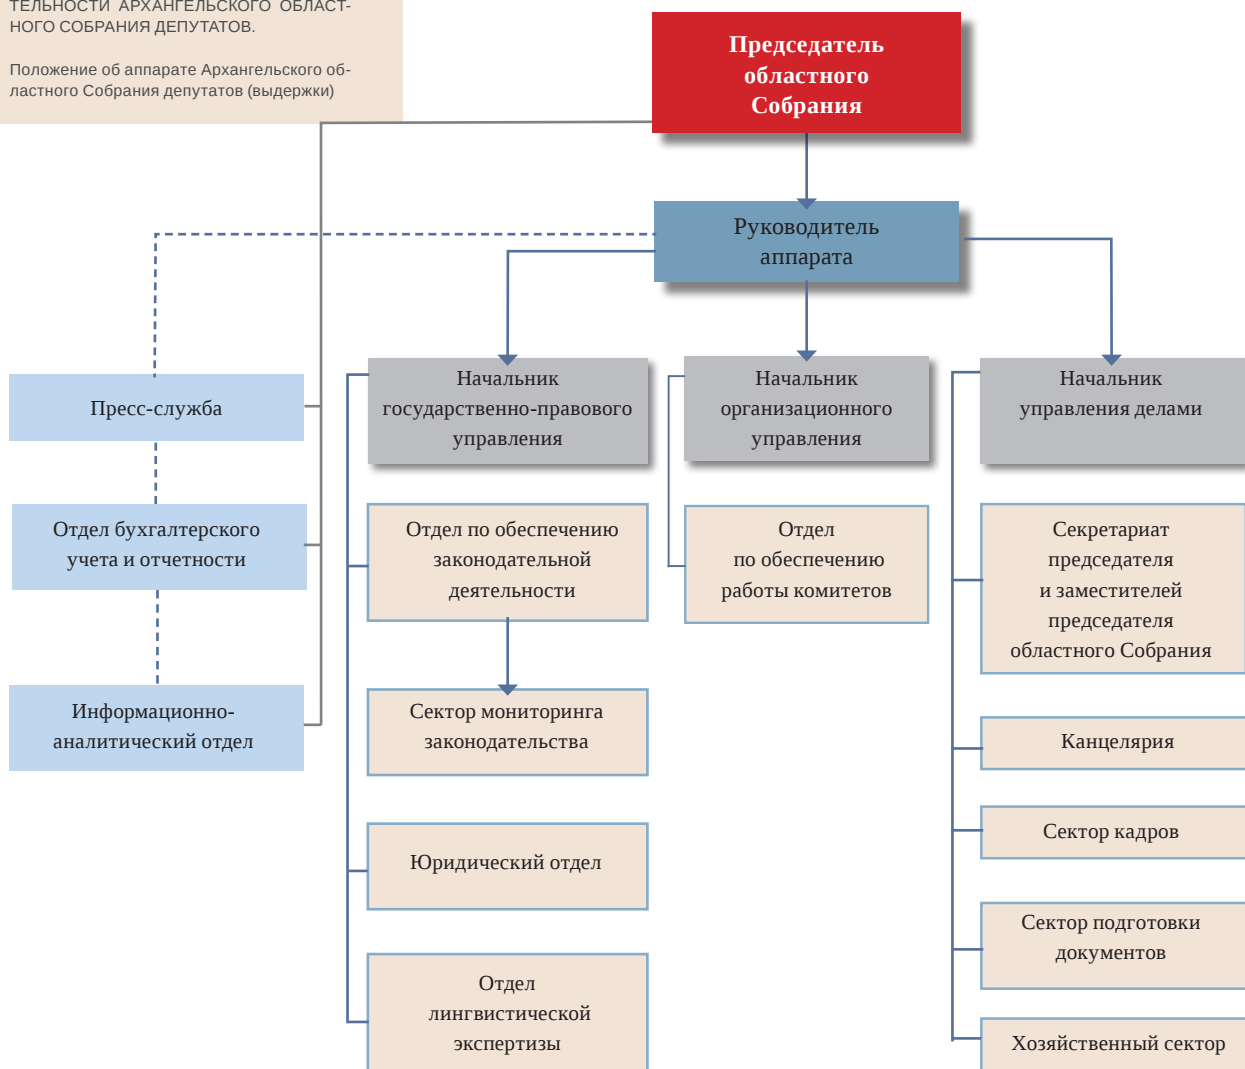 ТЕЛЬНОСТИ АРХАНГЕЛЬСКОГО ОБЛАСТ-
НОГО СОБРАНИЯ ДЕПУТАТОВ.
Положение об аппарате Архангельского об-
ластного Собрания депутатов (выдержки)
Председатель
областного
Собрания
Руководитель
аппарата
Пресс-служба
Отдел бухгалтерского
учета и отчетности
Информационно-
аналитический отдел
Начальник
государственно-правового
управления
Отдел по обеспечению
законодательной
деятельности
Сектор мониторинга
законодательства
Юридический отдел
Отдел
лингвистической
экспертизы
Начальник
организационного
управления
Отдел
по обеспечению
работы комитетов
Начальник
управления делами
Секретариат
председателя
и заместителей
председателя
областного Собрания
Канцелярия
Сектор кадров
Сектор подготовки
документов
Хозяйственный сектор